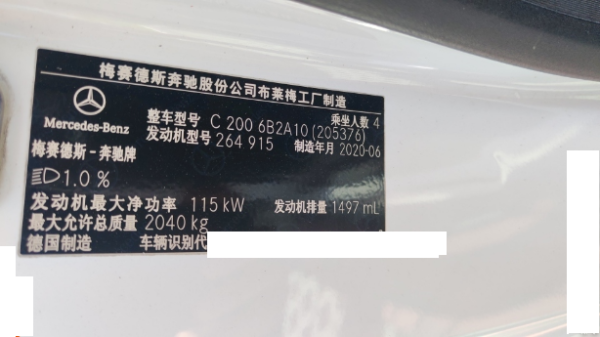 梅赛德斯奔驰股份公司布莱梅工厂制造
Mercedes-Benz
整车型号 C 200 6B2A10 (205376) 乘坐人数 4
发动机型号 264 915 制造年月 2020-06
梅赛德斯-奔驰牌
1.0 %
发动机最大净功率 115 kW 发动机排量 1497 mL
最大允许总质量 2040 kg
德国制造 车辆识别代